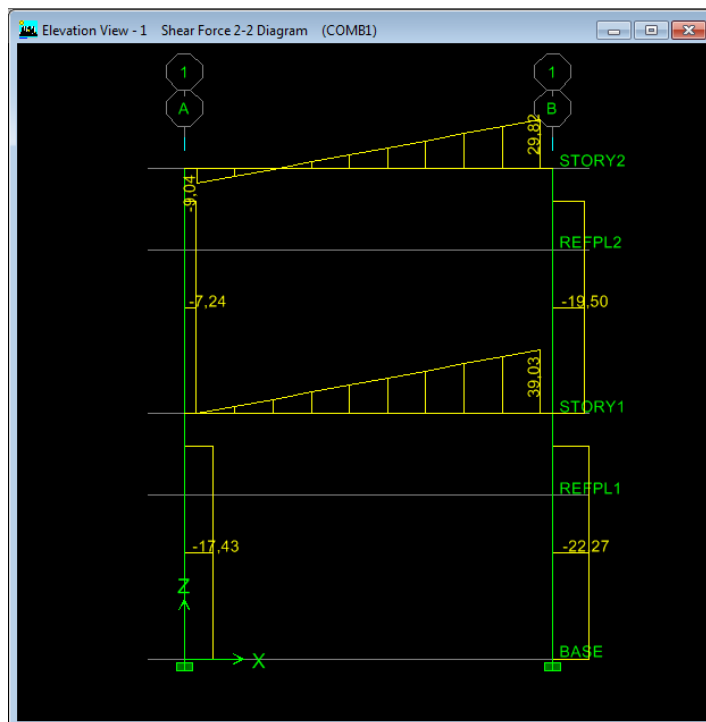 Elevation View - 1 Shear Force 2-2 Diagram (COMB1)
1 1
A B
29,82
STORY2
-9,04
REFPL2
-7,24 -19,50
39,03
STORY1
REFPL1
-17,43 -22,27
Z
BASE
X